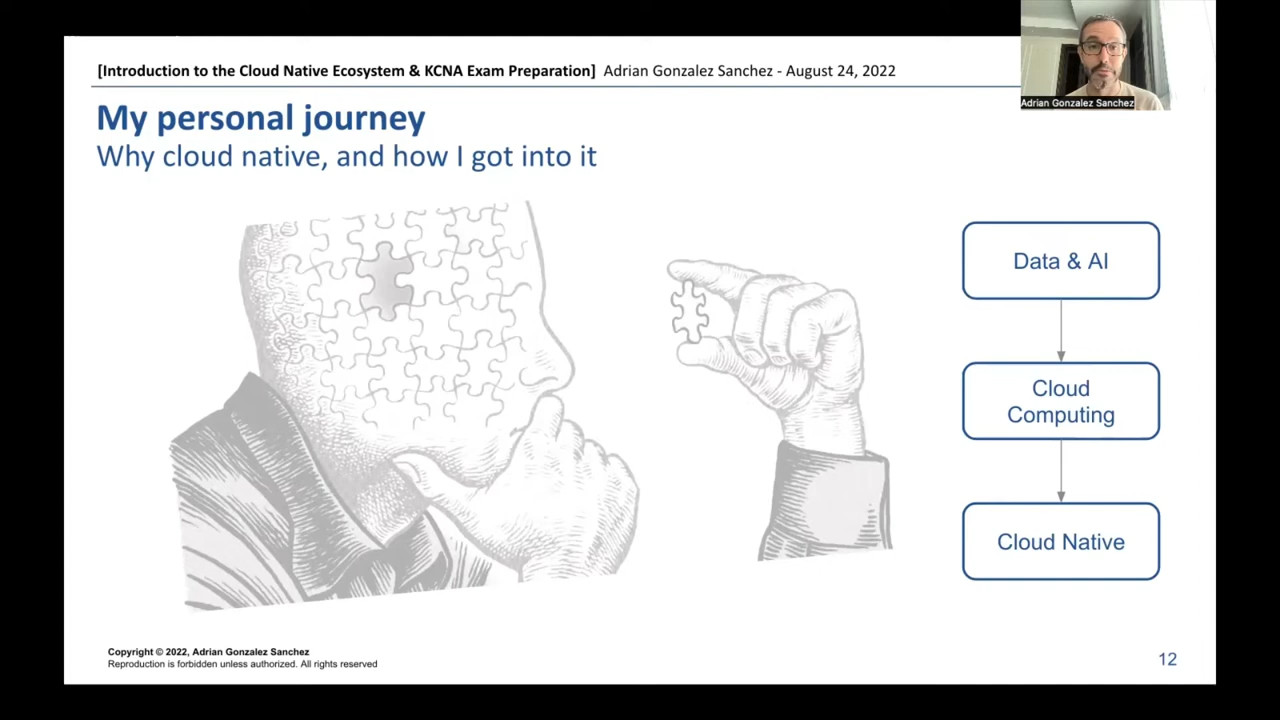 [Introduction to the Cloud Native Ecosystem & KCNA Exam Preparation] Adrian Gonzalez Sanchez - August 24, 2022
Adrian Gonzalez Sanchez
My personal journey
Why cloud native, and how I got into it
Data & AI
Cloud
Computing
Cloud Native
Copyright © 2022, Adrian Gonzalez Sanchez
Reproduction is forbidden unless authorized. All rights reserved
12